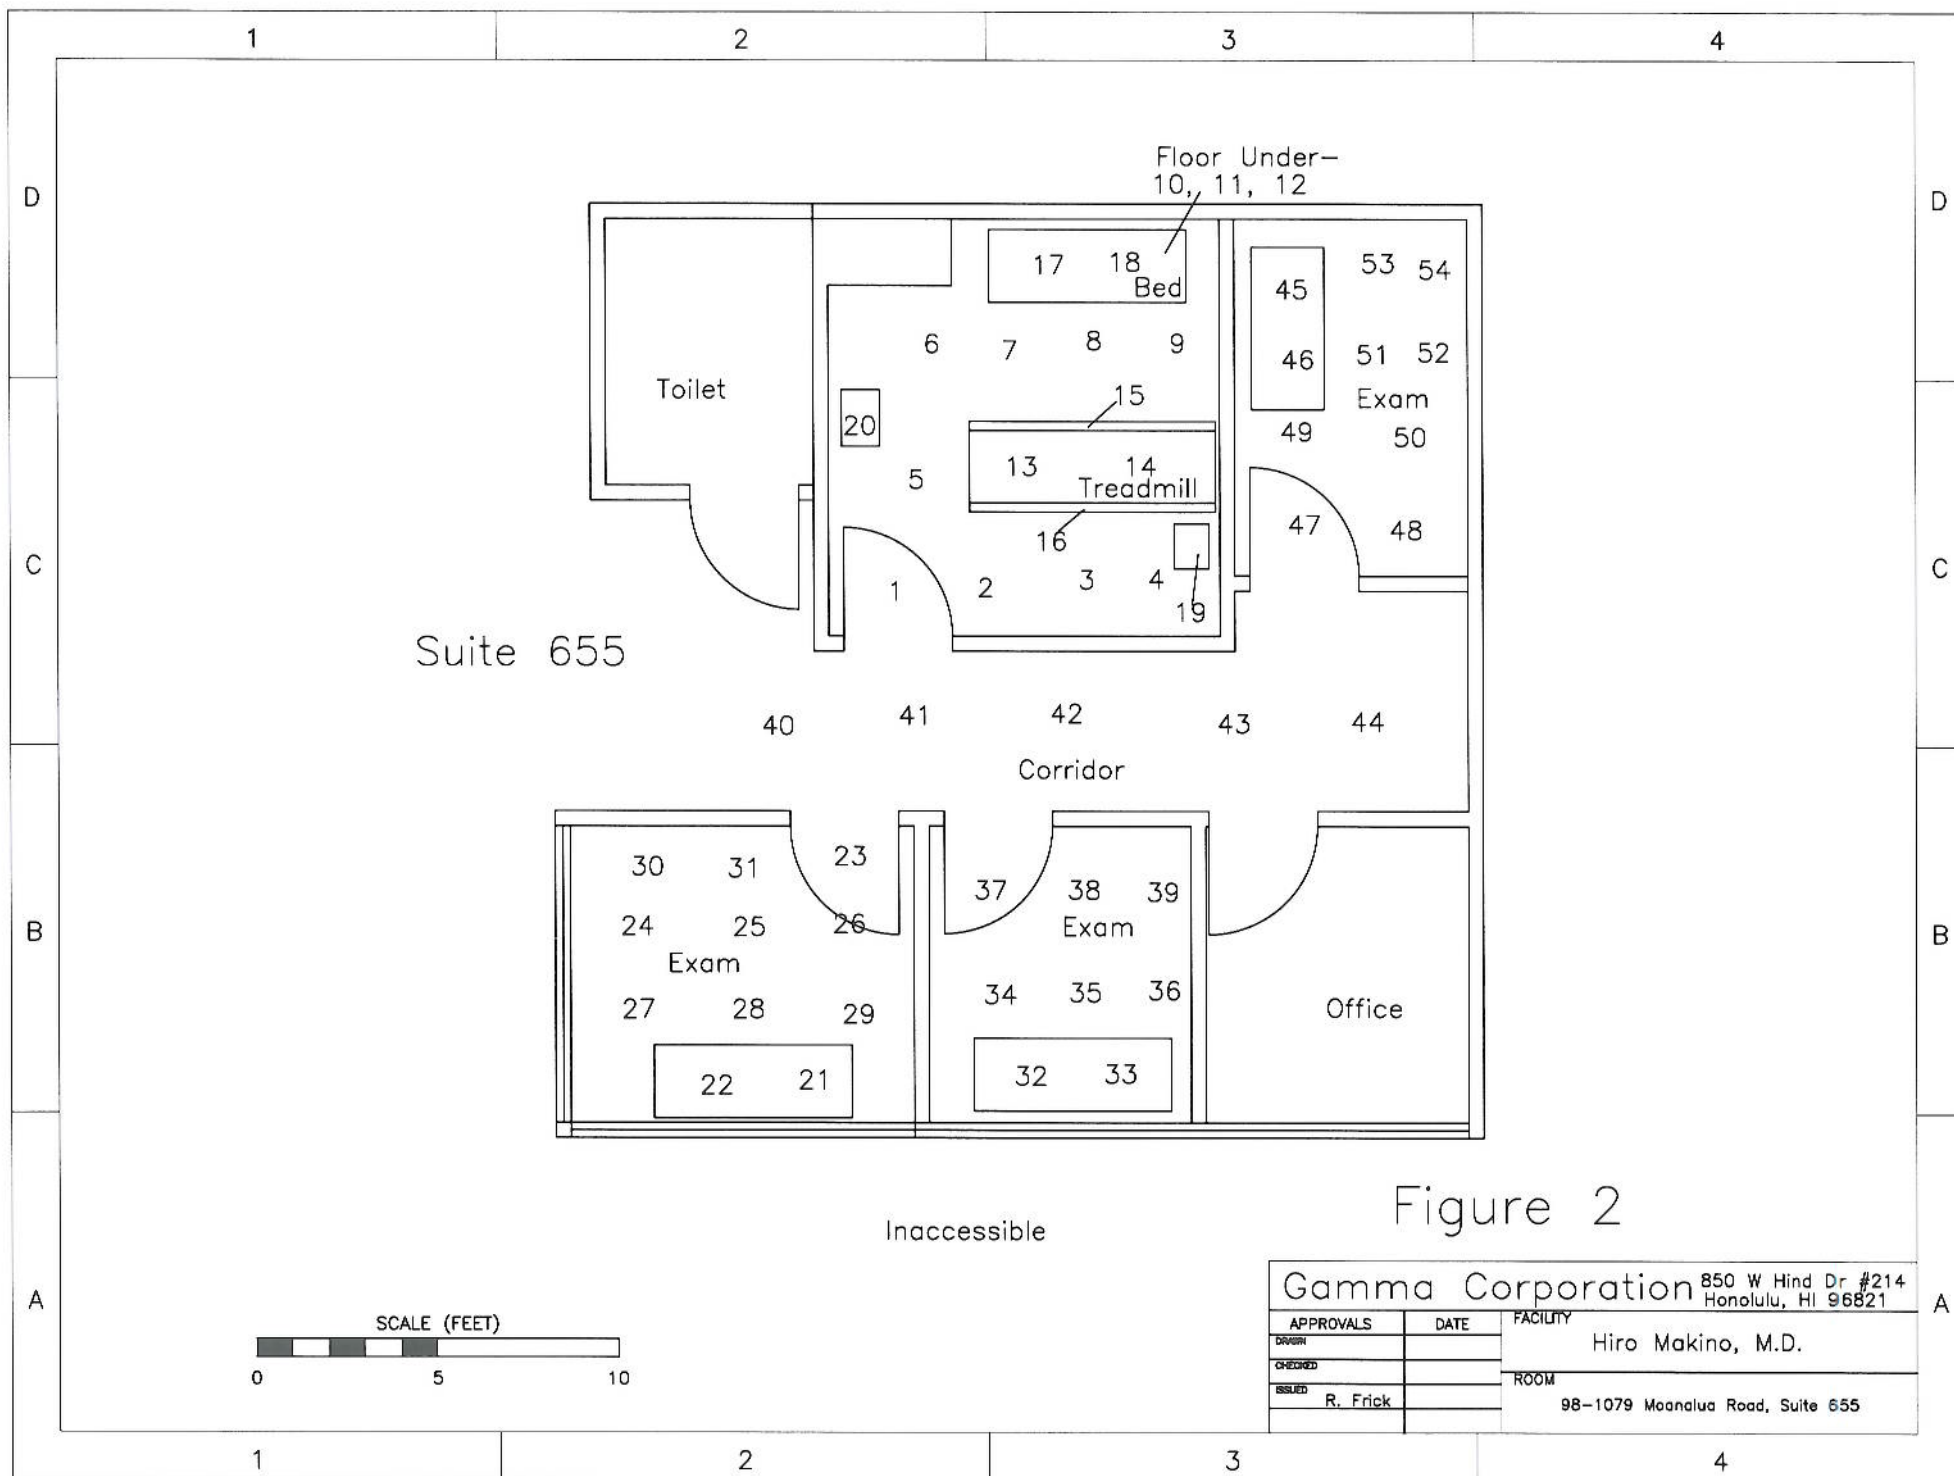 1 2 3 4
D D
Floor Under-
10, 11, 12
17 18
Bed
53 54
45
6 7 8 9
46 51 52
Toilet
15
Exam
20
49 50
5
13 14
Treadmill
47 48
16
1 2 3 4
19
C C
Suite 655
40 41 42 43 44
Corridor
30 31 23
37 38 39
24 25 26
Exam
B B
Exam
34 35 36
27 28 29
Office
22 21
32 33
Figure 2
Inaccessible
Gamma Corporation 850 W Hind Dr #214
Honolulu, HI 96821
A A
SCALE (FEET)
0 5 10
APPROVALS DATE FACILITY
DRAWN
Hiro Makino, M.D.
CHECKED
ROOM
ISSUED R. Frick
98-1079 Moanalua Road, Suite 655
1 2 3 4